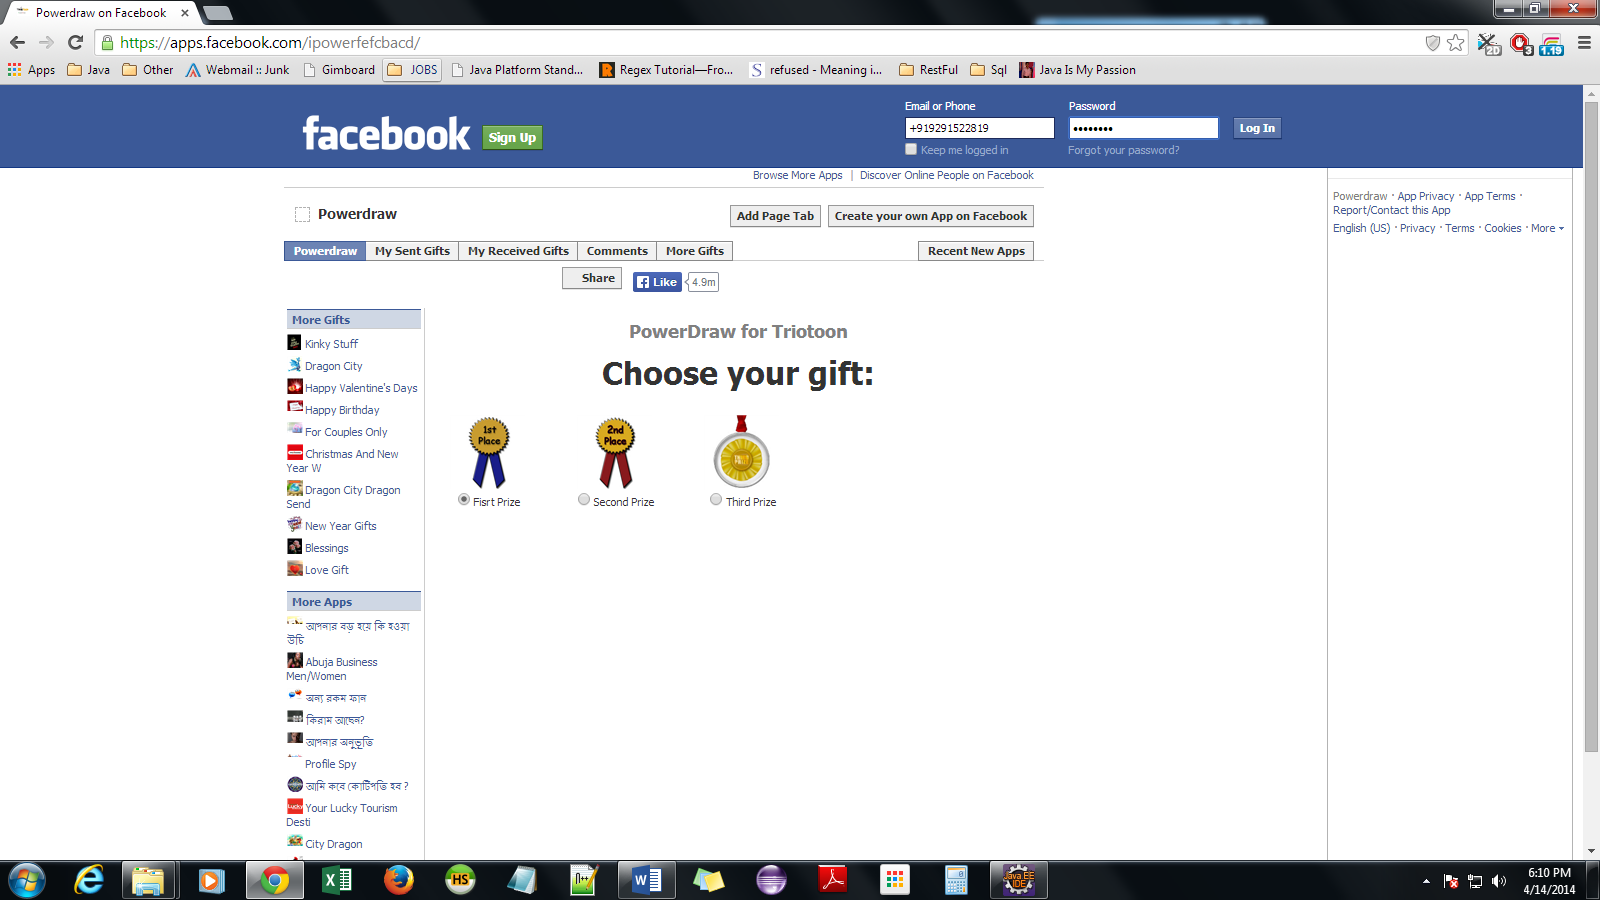 Powerdraw on Facebook
https://apps.facebook.com/ipowerfefcbacd/
Apps Java Other Webmail :: Junk Gimboard JOBS Java Platform Stand... Regex Tutorial—Fro... refused - Meaning i... RestFul Sql Java Is My Passion
2D 3 1.19
facebook Sign Up
Email or Phone Password
+919291522819 •••••••• Log In
Keep me logged in Forgot your password?
Browse More Apps | Discover Online People on Facebook
Powerdraw Add Page Tab Create your own App on Facebook
Powerdraw My Sent Gifts My Received Gifts Comments More Gifts Recent New Apps
Share Like 4.9m
Powerdraw · App Privacy · App Terms ·
Report/Contact this App
English (US) · Privacy · Terms · Cookies · More
More Gifts
Kinky Stuff
Dragon City
Happy Valentine's Days
Happy Birthday
For Couples Only
Christmas And New
Year W
Dragon City Dragon
Send
New Year Gifts
Blessings
Love Gift
More Apps
আপনার বড় হয়ে কি হওয়া
উচি
Abuja Business
Men/Women
অন্য রকম ফান
কিরাম আছেন?
আপনার অনুভূতি
Profile Spy
আমি কবে কোটিপতি হব ?
Your Lucky Tourism
Desti
City Dragon
PowerDraw for Triotoon
Choose your gift:
1st Place
2nd Place
Fisrt Prize Second Prize Third Prize
6:10 PM
4/14/2014